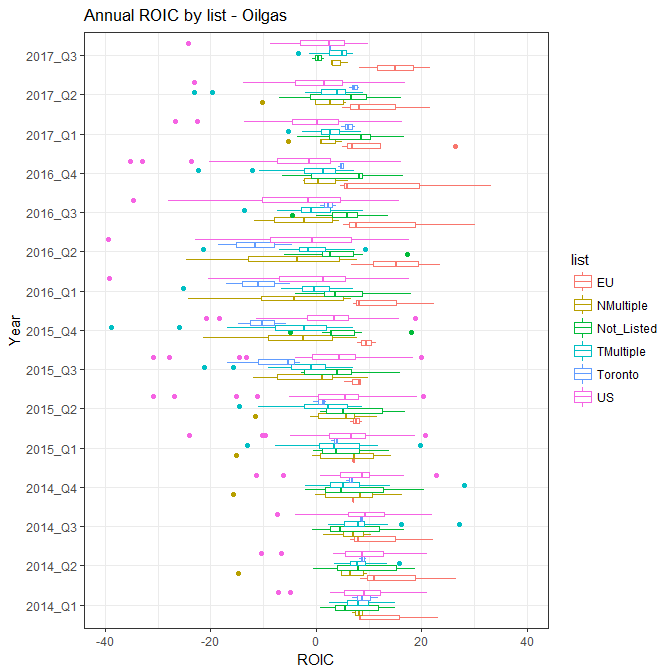 Annual ROIC by list - Oilgas
2017_Q3
2017_Q2
2017_Q1
2016_Q4
2016_Q3
2016_Q2
2016_Q1
2015_Q4
2015_Q3
2015_Q2
2015_Q1
2014_Q4
2014_Q3
2014_Q2
2014_Q1
Year
-40
-20
0
20
40
ROIC
list
EU
NMultiple
Not_Listed
TMultiple
Toronto
US